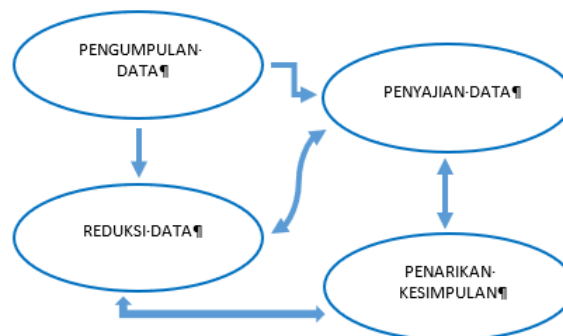 PENGUMPULAN·
DATA¶
PENYAJIAN·DATA¶
REDUKSI·DATA¶
PENARIKAN·
KESIMPULAN¶